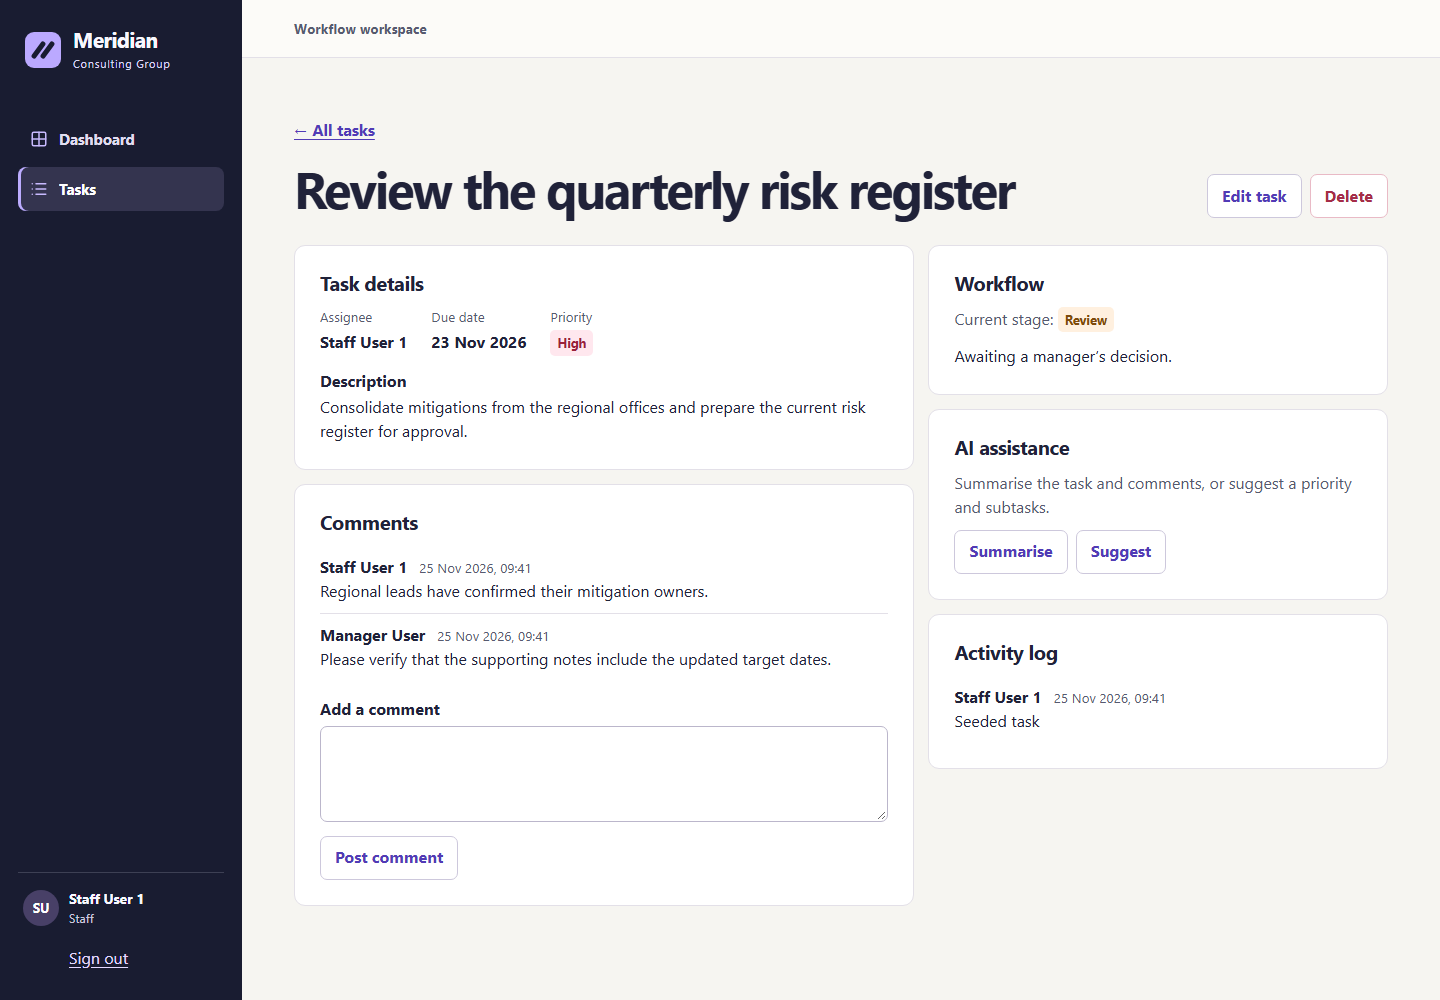 Meridian
Consulting Group
Dashboard
Tasks
SU
Staff User 1
Staff
Sign out
Workflow workspace
← All tasks
Review the quarterly risk register
Edit task
Delete
Task details
Assignee
Staff User 1
Due date
23 Nov 2026
Priority
High
Description
Consolidate mitigations from the regional offices and prepare the current risk
register for approval.
Comments
Staff User 1 25 Nov 2026, 09:41
Regional leads have confirmed their mitigation owners.
Manager User 25 Nov 2026, 09:41
Please verify that the supporting notes include the updated target dates.
Add a comment
Post comment
Workflow
Current stage: Review
Awaiting a manager’s decision.
AI assistance
Summarise the task and comments, or suggest a priority
and subtasks.
Summarise
Suggest
Activity log
Staff User 1 25 Nov 2026, 09:41
Seeded task